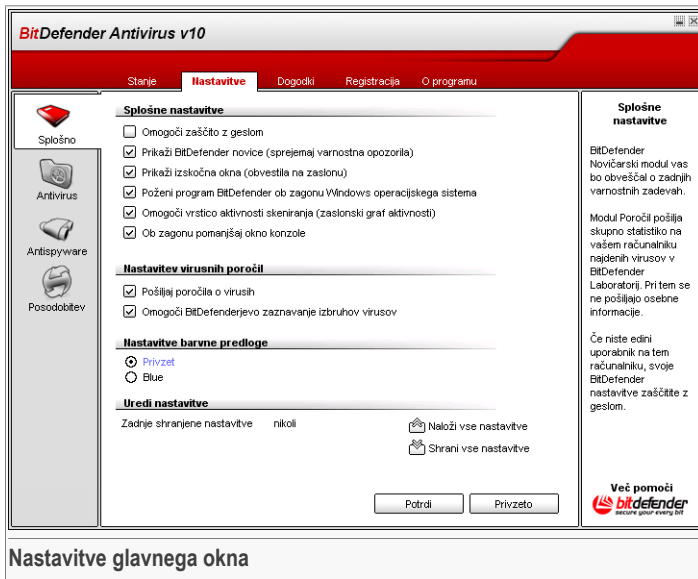 BitDefender Antivirus v10
Stanje
Nastavitve
Dogodki
Registracija
O programu
Splošno
Antivirus
Antispyware
Posodobitev
Splošne nastavitve
Omogoči zaščito z geslom
Prikaži BitDefender novice (sprejemaj varnostna opozorila)
Prikaži izskočna okna (obvestila na zaslonu)
Poženi program BitDefender ob zagonu Windows operacijskega sistema
Omogoči vrstico aktivnosti skeniranja (zaslonski graf aktivnosti)
Ob zagonu pomanjšaj okno konzole
Nastavitev virusnih poročil
Pošiljaj poročila o virusih
Omogoči BitDefenderjevo zaznavanje izbruhov virusov
Nastavitve barvne predloge
Privzet
Blue
Uredi nastavitve
Zadnje shranjene nastavitve nikoli
Naloži vse nastavitve
Shrani vse nastavitve
Potrdi
Privzeto
Splošne
nastavitve
BitDefender
Novičarski modul vas
bo obveščal o zadnjih
varnostnih zadevah.
Modul Poročil pošilja
skupno statistiko na
vašem računalniku
najdenih virusov v
BitDefender
Laboratorij. Pri tem se
ne pošiljajo osebne
informacije.
Če niste edini
uporabnik na tem
računalniku, svoje
BitDefender
nastavitve zaščitite z
geslom.
Več pomoči
bitdefender
secure your every bit
Nastavitve glavnega okna